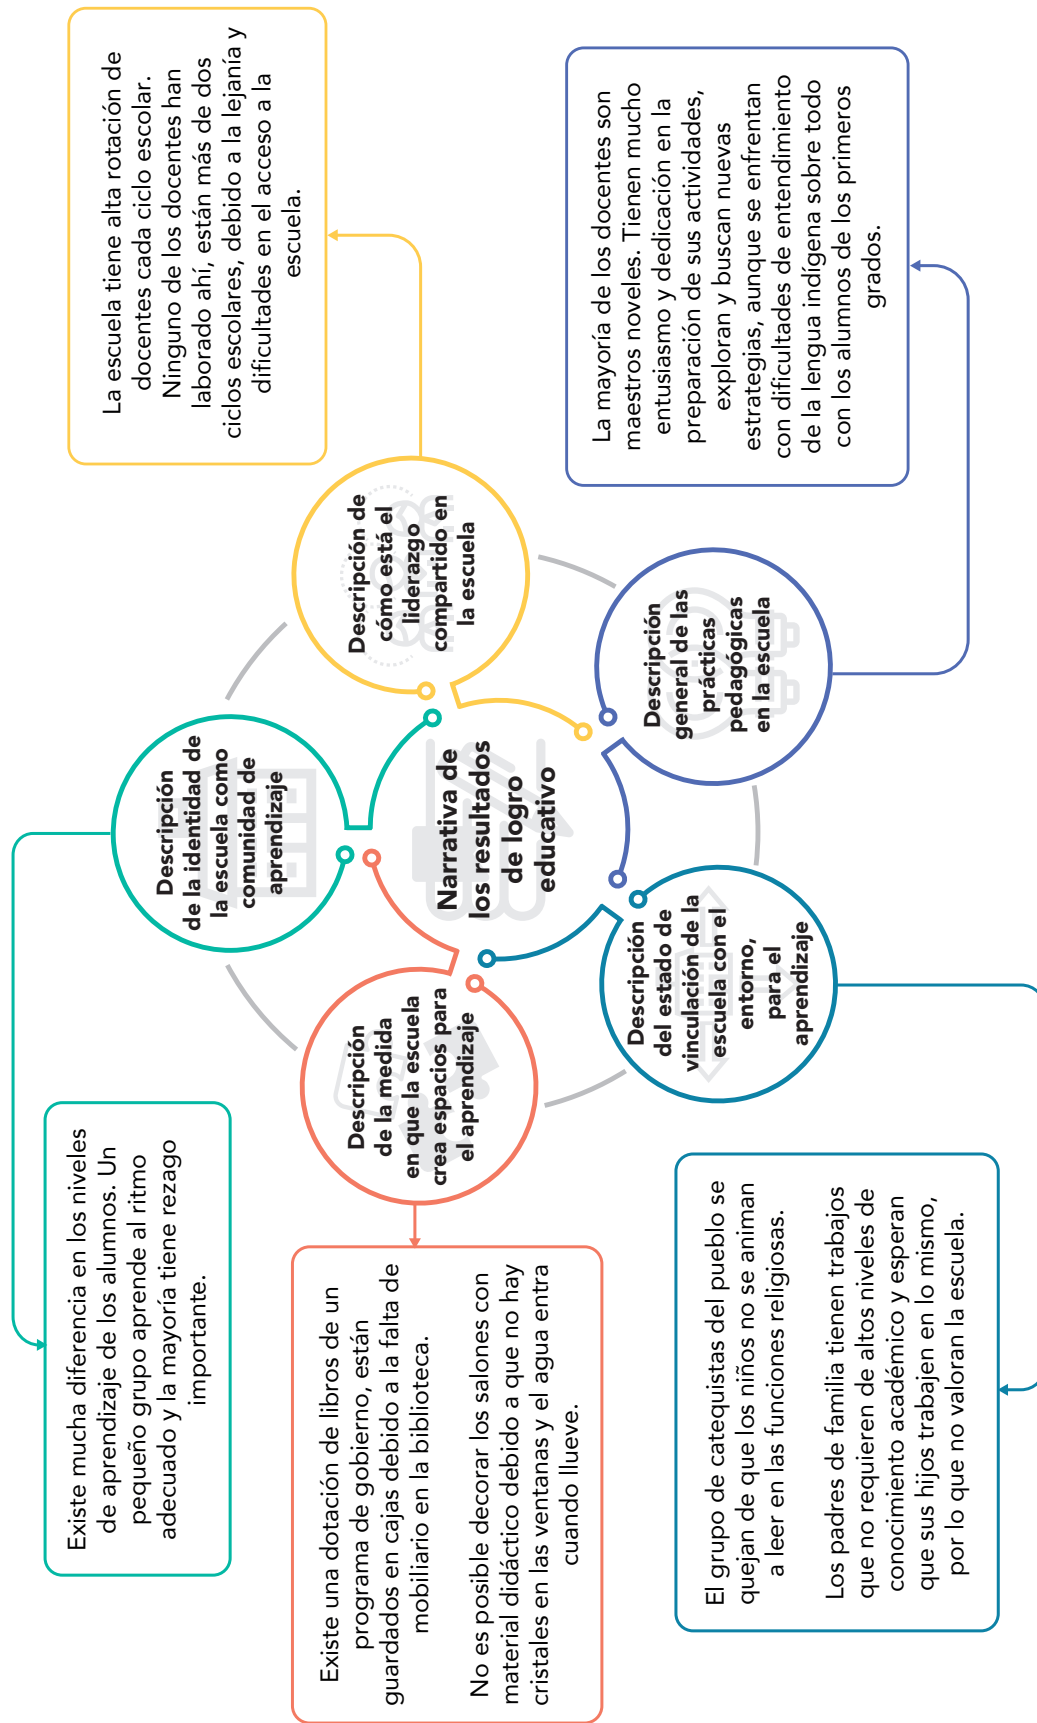 Existe mucha diferencia en los niveles
de aprendizaje de los alumnos. Un
pequeño grupo aprende al ritmo
adecuado y la mayoría tiene rezago
importante.
Descripción
de la identidad de
la escuela como
comunidad de
aprendizaje
La escuela tiene alta rotación de
docentes cada ciclo escolar.
Ninguno de los docentes han
laborado ahí, están más de dos
ciclos escolares, debido a la lejanía y
dificultades en el acceso a la
escuela.
Existe una dotación de libros de un
programa de gobierno, están
guardados en cajas debido a la falta de
mobiliario en la biblioteca.
No es posible decorar los salones con
material didáctico debido a que no hay
cristales en las ventanas y el agua entra
cuando llueve.
Descripción
de la medida
en que la escuela
crea espacios para
el aprendizaje
Narrativa de
los resultados
de logro
educativo
Descripción de
cómo está el
liderazgo
compartido en
la escuela
El grupo de catequistas del pueblo se
quejan de que los niños no se animan
a leer en las funciones religiosas.
Los padres de familia tienen trabajos
que no requieren de altos niveles de
conocimiento académico y esperan
que sus hijos trabajen en lo mismo,
por lo que no valoran la escuela.
Descripción
del estado de
vinculación de la
escuela con el
entorno,
para el
aprendizaje
Descripción
general de las
prácticas
pedagógicas
en la escuela
La mayoría de los docentes son
maestros noveles. Tienen mucho
entusiasmo y dedicación en la
preparación de sus actividades,
exploran y buscan nuevas
estrategias, aunque se enfrentan
con dificultades de entendimiento
de la lengua indígena sobre todo
con los alumnos de los primeros
grados.